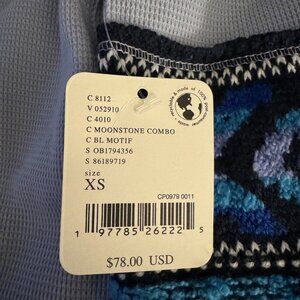 C 8112
V 052910
C 4010
C MOONSTONE COMBO
C BL MOTIF
S OB1794356
S 86189719
size
XS
CP0979 0011
1 97785 26222 5
$78.00 USD